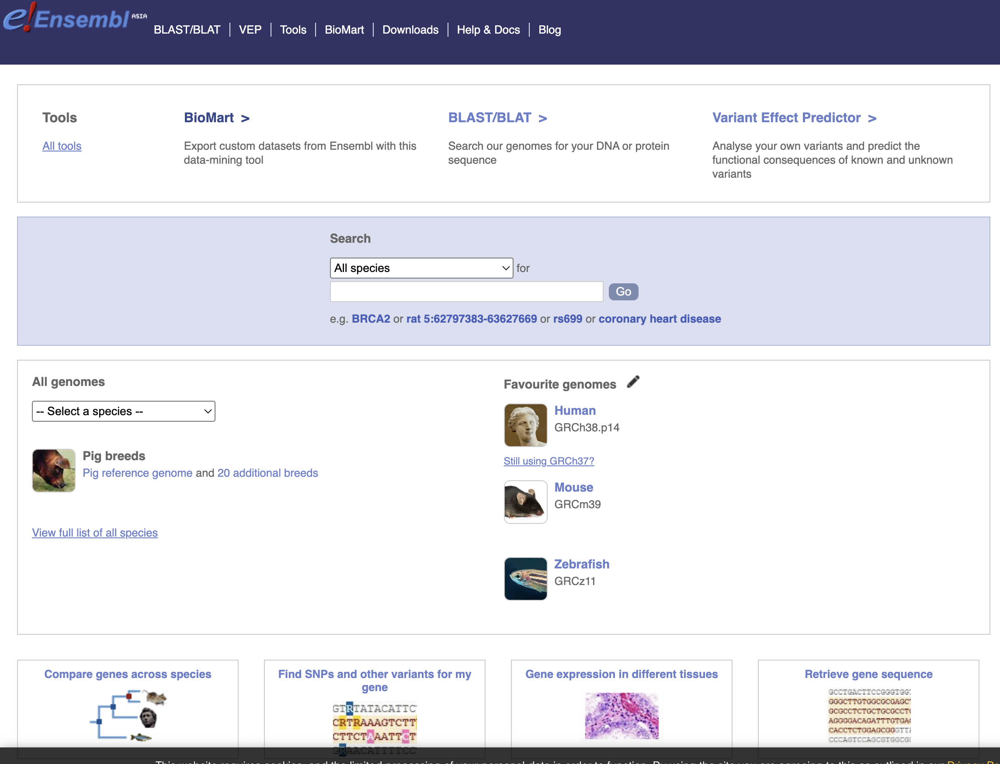 e!Ensembl ASIA
BLAST/BLAT | VEP | Tools | BioMart | Downloads | Help & Docs | Blog
Tools
All tools
BioMart >
Export custom datasets from Ensembl with this
data-mining tool
BLAST/BLAT >
Search our genomes for your DNA or protein
sequence
Variant Effect Predictor >
Analyse your own variants and predict the
functional consequences of known and unknown
variants
Search
All species for
Go
e.g. BRCA2 or rat 5:62797383-63627669 or rs699 or coronary heart disease
All genomes
-- Select a species --
Pig breeds
Pig reference genome and 20 additional breeds
View full list of all species
Favourite genomes
Human
GRCh38.p14
Still using GRCh37?
Mouse
GRCm39
Zebrafish
GRCz11
Compare genes across species
Find SNPs and other variants for my
gene
GTRTATACATTC
CRTRAAAGTCTT
CTTCTAAATTCT
GRAACATTTTCC
Gene expression in different tissues
Retrieve gene sequence
GCCTGACTTCCGGGTGG
GGGCTTGTGGCGCGAGC
GCGCCTCTGCTGCGCCT
AGGGGACAGATTTGTGA
CACCTCTGGAGCGGGTT
CCCAGTCCAGCGTGGCG
This website requires cookies, and the limited processing of your personal data in order to function. By using the site you are agreeing to this as outlined in our Privacy